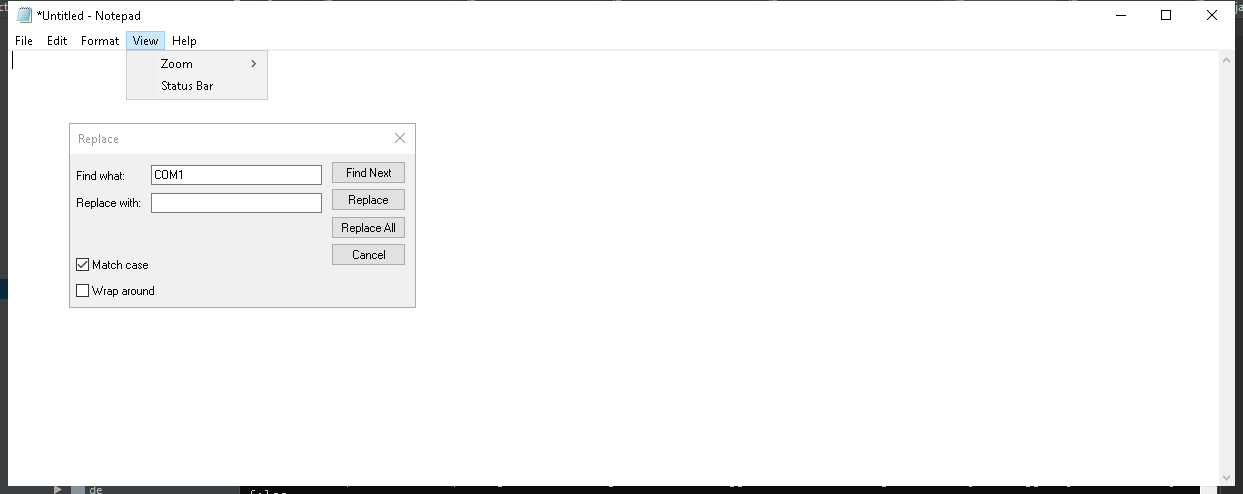 *Untitled - Notepad
File Edit Format View Help
Zoom
Status Bar
Replace
Find what: COM1 Find Next
Replace with: Replace
Replace All
Cancel
Match case
Wrap around
de